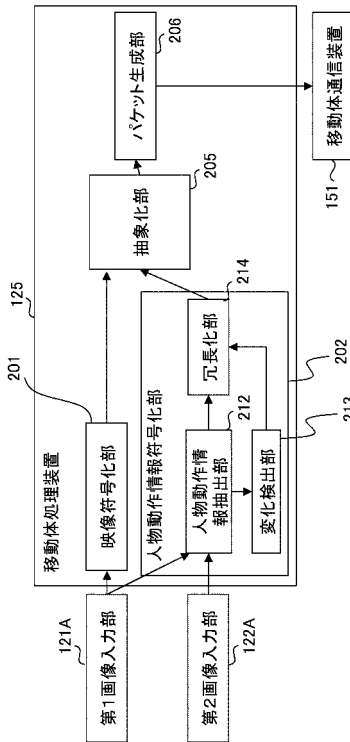 125
移動体処理装置
201
映像符号化部
抽象化部
205
パケット生成部
206
121A
第1画像入力部
人物動作情報符号化部
212
人物動作情
報抽出部
冗長化部
214
変化検出部
213
202
122A
第2画像入力部
151
移動体通信装置